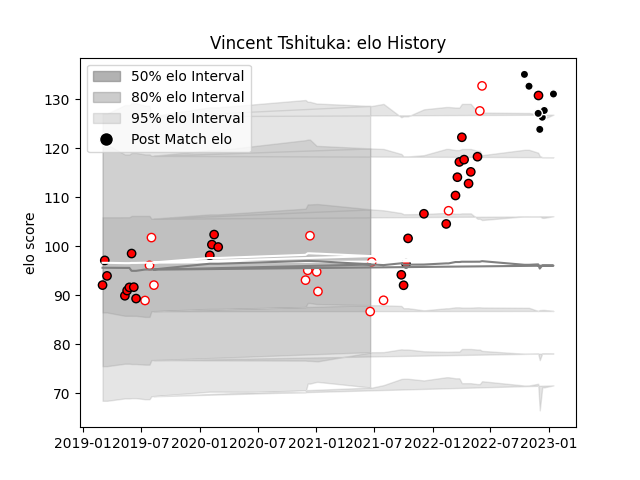 Vincent Tshituka: elo History
50% elo Interval
80% elo Interval
95% elo Interval
Post Match elo
elo score
130
120
110
100
90
80
70
2019-01 2019-07 2020-01 2020-07 2021-01 2021-07 2022-01 2022-07 2023-01